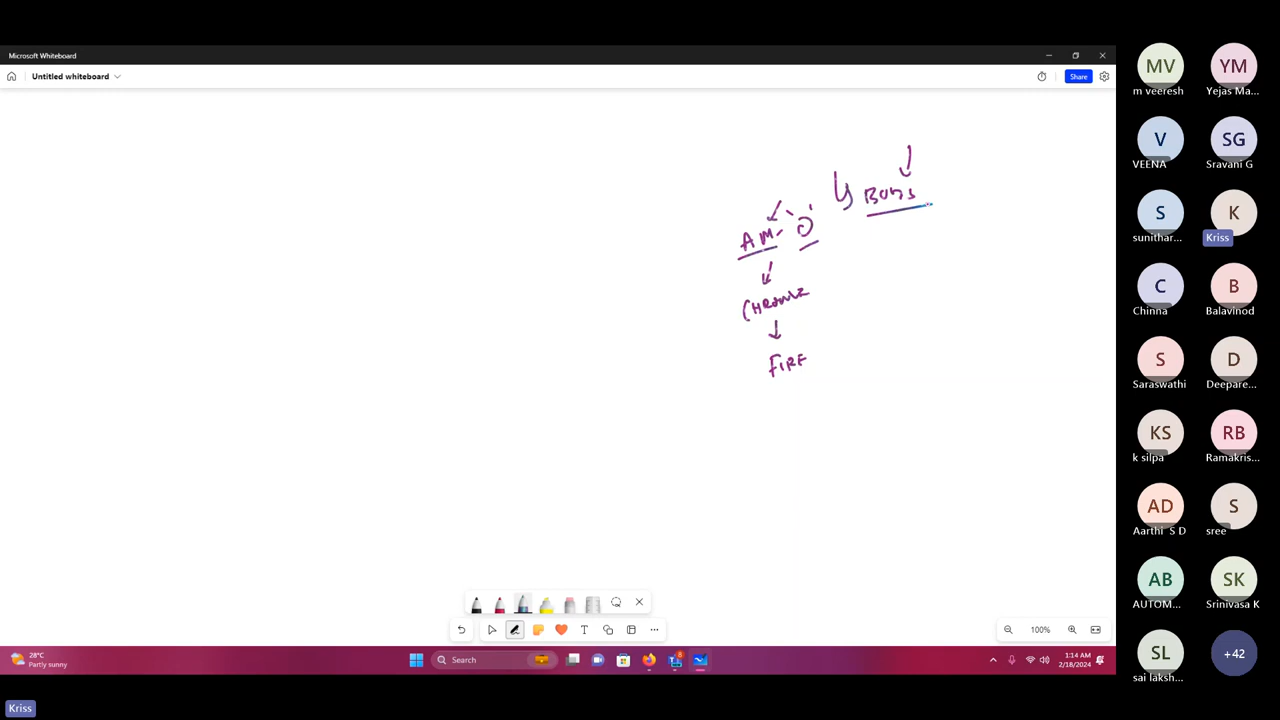 Microsoft Whiteboard
Untitled whiteboard
Share
BUGS
AM- D
CHROME
FIRE
100%
28°C
Partly sunny
Search
8
1:14 AM
2/18/2024
MV
m veeresh
YM
Yejas Ma...
V
VEENA
SG
Sravani G
S
sunithar...
K
Kriss
C
Chinna
B
Balavinod
S
Saraswathi
D
Deepare...
KS
k silpa
RB
Ramakris...
AD
Aarthi S D
S
sree
AB
AUTOM...
SK
Srinivasa K
SL
sai laksh...
+42
Kriss